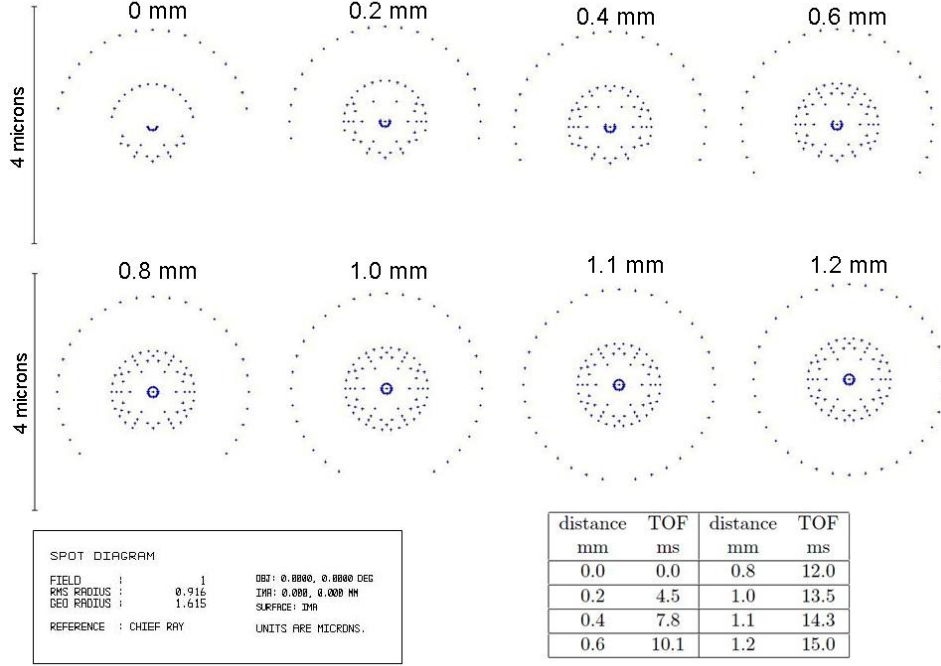 0 mm 0.2 mm 0.4 mm 0.6 mm
4 microns
0.8 mm 1.0 mm 1.1 mm 1.2 mm
4 microns
SPOT DIAGRAM
FIELD : 1
RMS RADIUS : 0.916
GEO RADIUS : 1.615
REFERENCE : CHIEF RAY
OBJ: 0.0000, 0.0000 DEG
IMA: 0.000, 0.000 MM
SURFACE: IMA
UNITS ARE MICRONS.
distance TOF distance TOF
mm ms mm ms
0.0 0.0 0.8 12.0
0.2 4.5 1.0 13.5
0.4 7.8 1.1 14.3
0.6 10.1 1.2 15.0